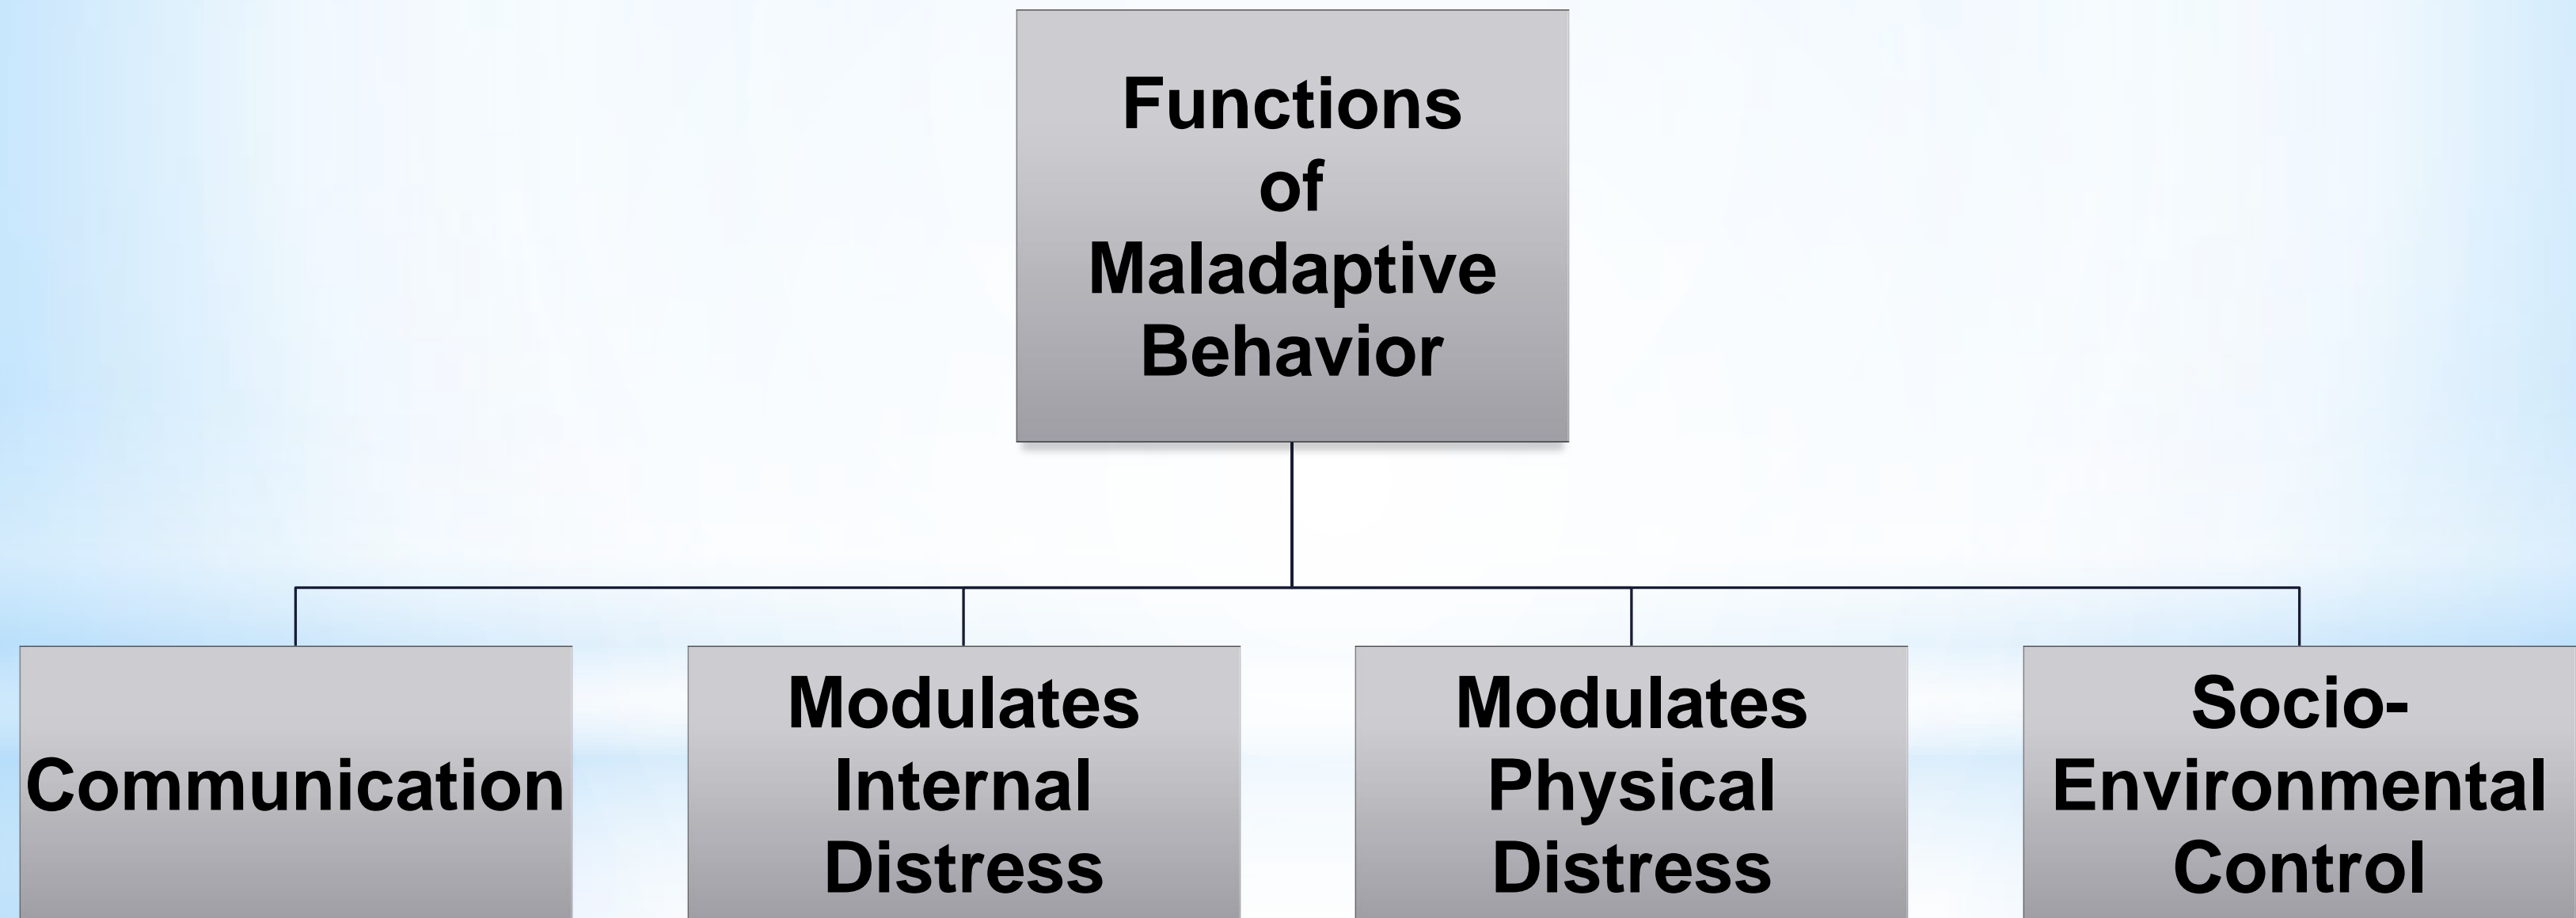 Functions
of
Maladaptive
Behavior
Communication
Modulates
Internal
Distress
Modulates
Physical
Distress
Socio-
Environmental
Control